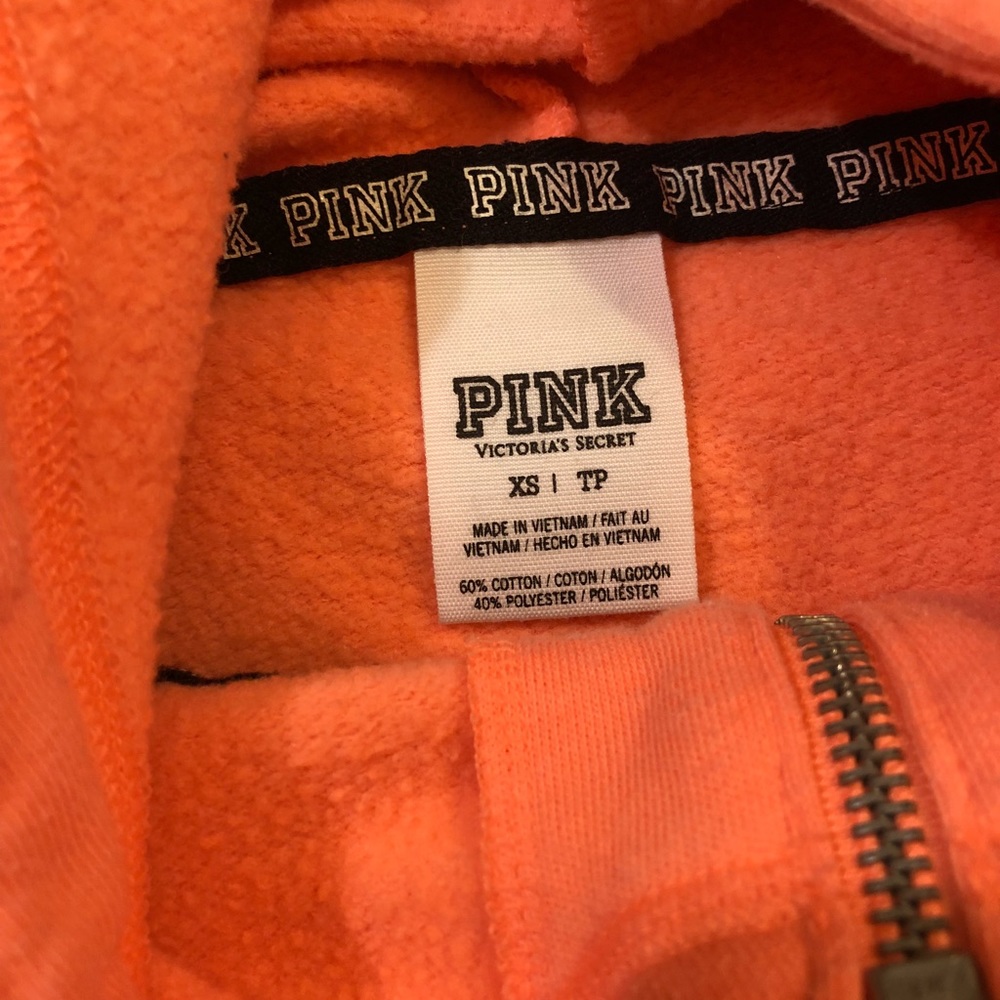 K PINK PINK PINK PINK
PINK
VICTORIA'S SECRET
XS | TP
MADE IN VIETNAM / FAIT AU
VIETNAM / HECHO EN VIETNAM
60% COTTON / COTON / ALGODÓN
40% POLYESTER / POLIÉSTER